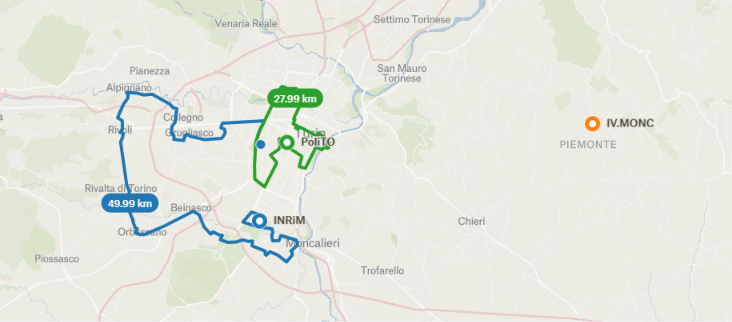 Venaria Reale
Settimo Torinese
Pianezza
San Mauro
Torinese
Alpignano
27.99 km
Collegno
IV.MONC
Rivoli
Grugliasco
Turin
PoliTO
PIEMONTE
Rivalta di Torino
49.99 km
Beinasco
INRiM
Chieri
Orbassano
Moncalieri
Piossasco
Trofarello